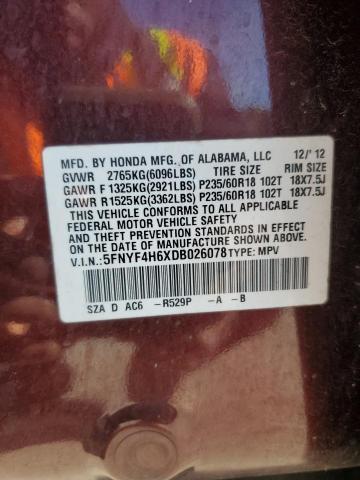 MFD. BY HONDA MFG. OF ALABAMA, LLC 12/'12
GVWR 2765KG(6096LBS) TIRE SIZE RIM SIZE
GAWR F 1325KG(2921LBS) P235/60R18 102T 18X7.5J
GAWR R 1525KG(3362LBS) P235/60R18 102T 18X7.5J
THIS VEHICLE CONFORMS TO ALL APPLICABLE
FEDERAL MOTOR VEHICLE SAFETY
AND THEFT PREVENTION STANDARDS IN EFFECT ON
THE DATE OF MANUFACTURE SHOWN ABOVE.
V.I.N.:5FNYF4H6XDB026078 TYPE: MPV
SZA D AC6 -R529P -A -B